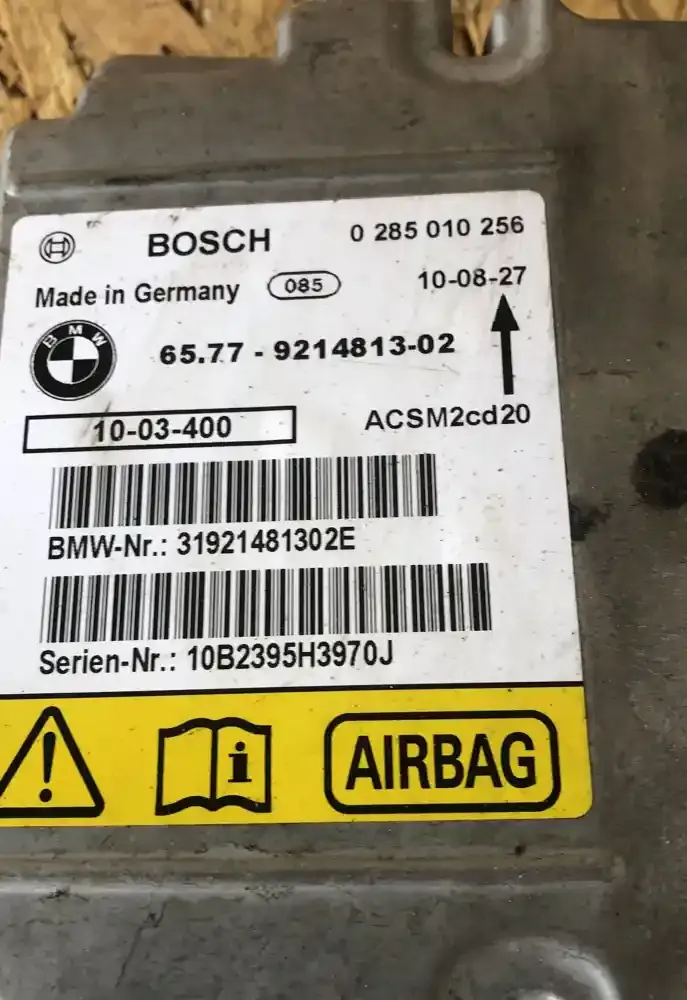 BOSCH 0 285 010 256
Made in Germany 085 10-08-27
BMW 65.77 - 9214813-02
10-03-400 ACSM2cd20
BMW-Nr.: 31921481302E
Serien-Nr.: 10B2395H3970J
i AIRBAG